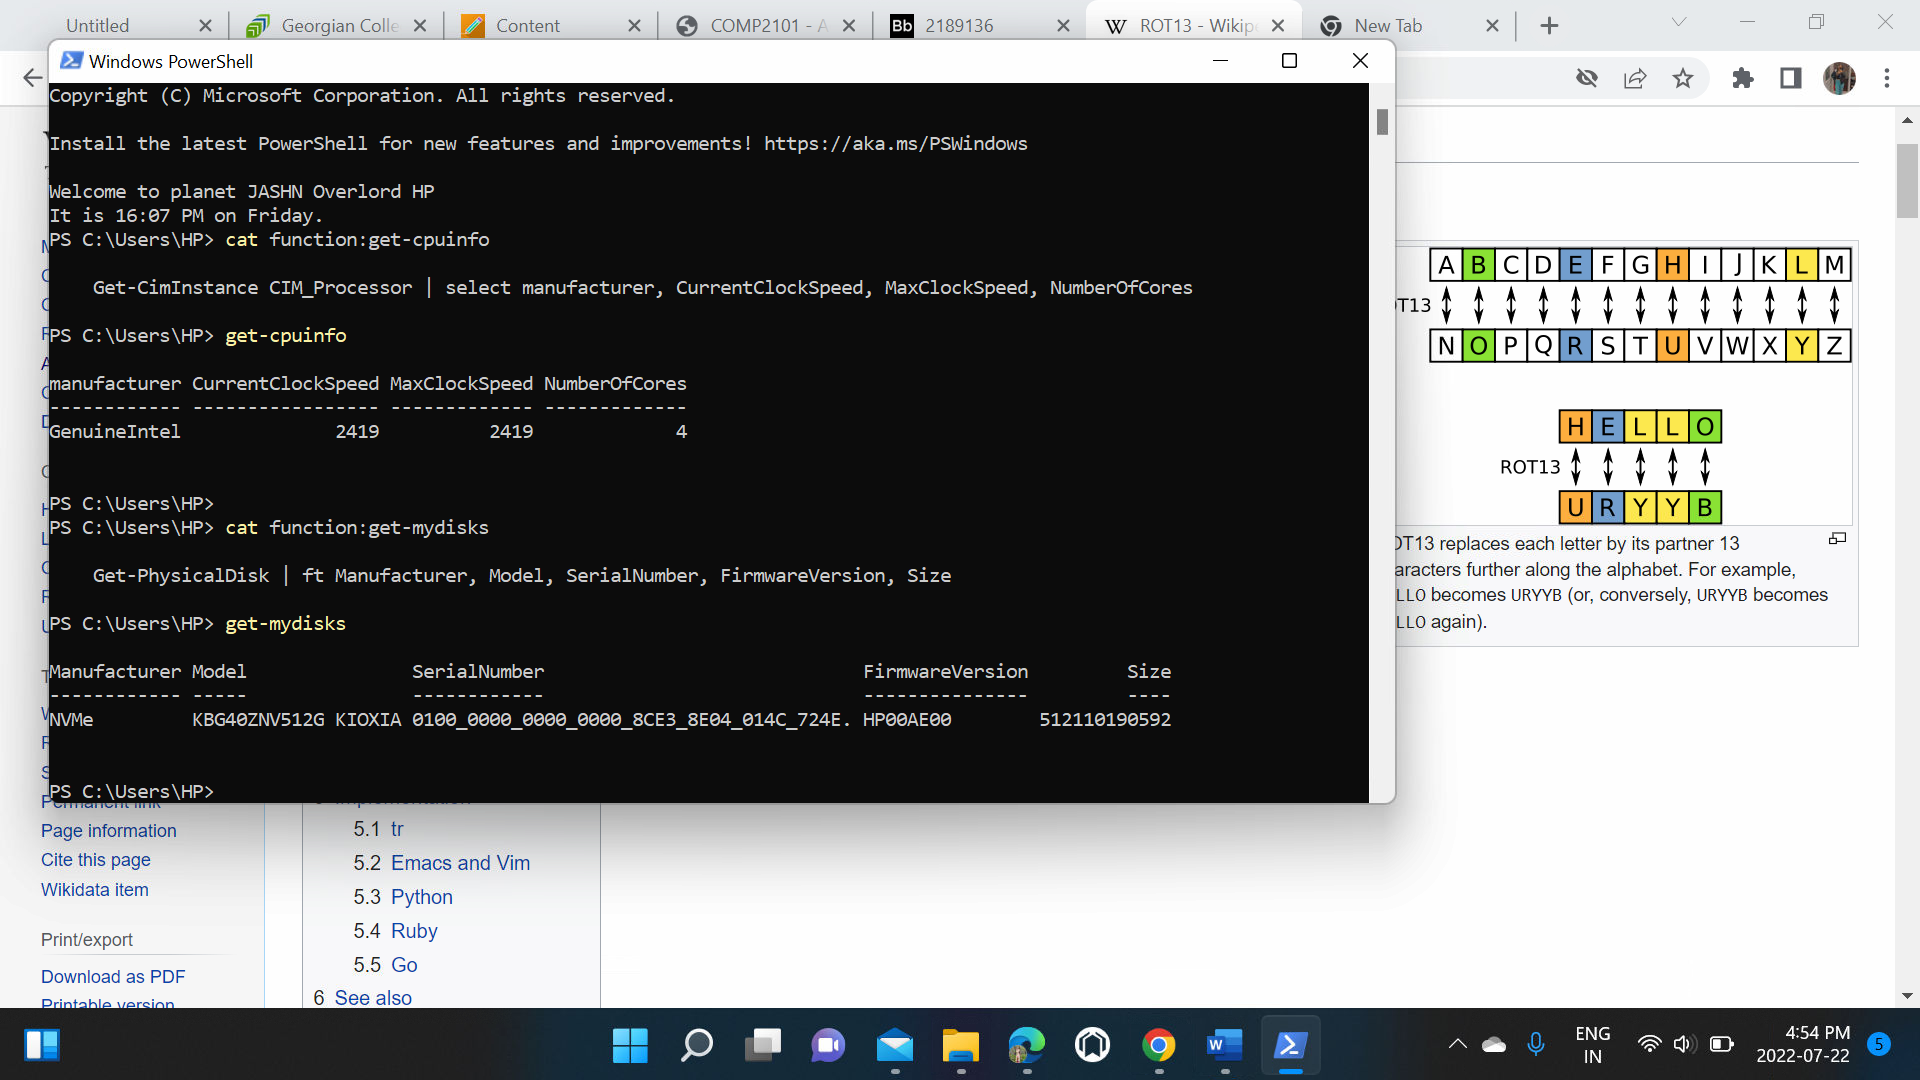 Untitled
Georgian Colle
Content
COMP2101 - A
Bb 2189136
W ROT13 - Wikip
New Tab
Windows PowerShell
Copyright (C) Microsoft Corporation. All rights reserved.
Install the latest PowerShell for new features and improvements! https://aka.ms/PSWindows
Welcome to planet JASHN Overlord HP
It is 16:07 PM on Friday.
PS C:\Users\HP> cat function:get-cpuinfo
Get-CimInstance CIM_Processor | select manufacturer, CurrentClockSpeed, MaxClockSpeed, NumberOfCores
PS C:\Users\HP> get-cpuinfo
manufacturer CurrentClockSpeed MaxClockSpeed NumberOfCores
------------ ----------------- ------------- -------------
GenuineIntel 2419 2419 4
PS C:\Users\HP>
PS C:\Users\HP> cat function:get-mydisks
Get-PhysicalDisk | ft Manufacturer, Model, SerialNumber, FirmwareVersion, Size
PS C:\Users\HP> get-mydisks
Manufacturer Model SerialNumber FirmwareVersion Size
------------ ----- ------------ --------------- ----
NVMe KBG40ZNV512G KIOXIA 0100_0000_0000_0000_8CE3_8E04_014C_724E. HP00AE00 512110190592
PS C:\Users\HP>
A B C D E F G H I J K L M
OT13
N O P Q R S T U V W X Y Z
H E L L O
ROT13
U R Y Y B
OT13 replaces each letter by its partner 13
aracters further along the alphabet. For example,
LLO becomes URYYB (or, conversely, URYYB becomes
LLO again).
Permanent link
Page information
Cite this page
Wikidata item
Print/export
Download as PDF
Printable version
5.1 tr
5.2 Emacs and Vim
5.3 Python
5.4 Ruby
5.5 Go
6 See also
ENG
IN
4:54 PM
2022-07-22
5